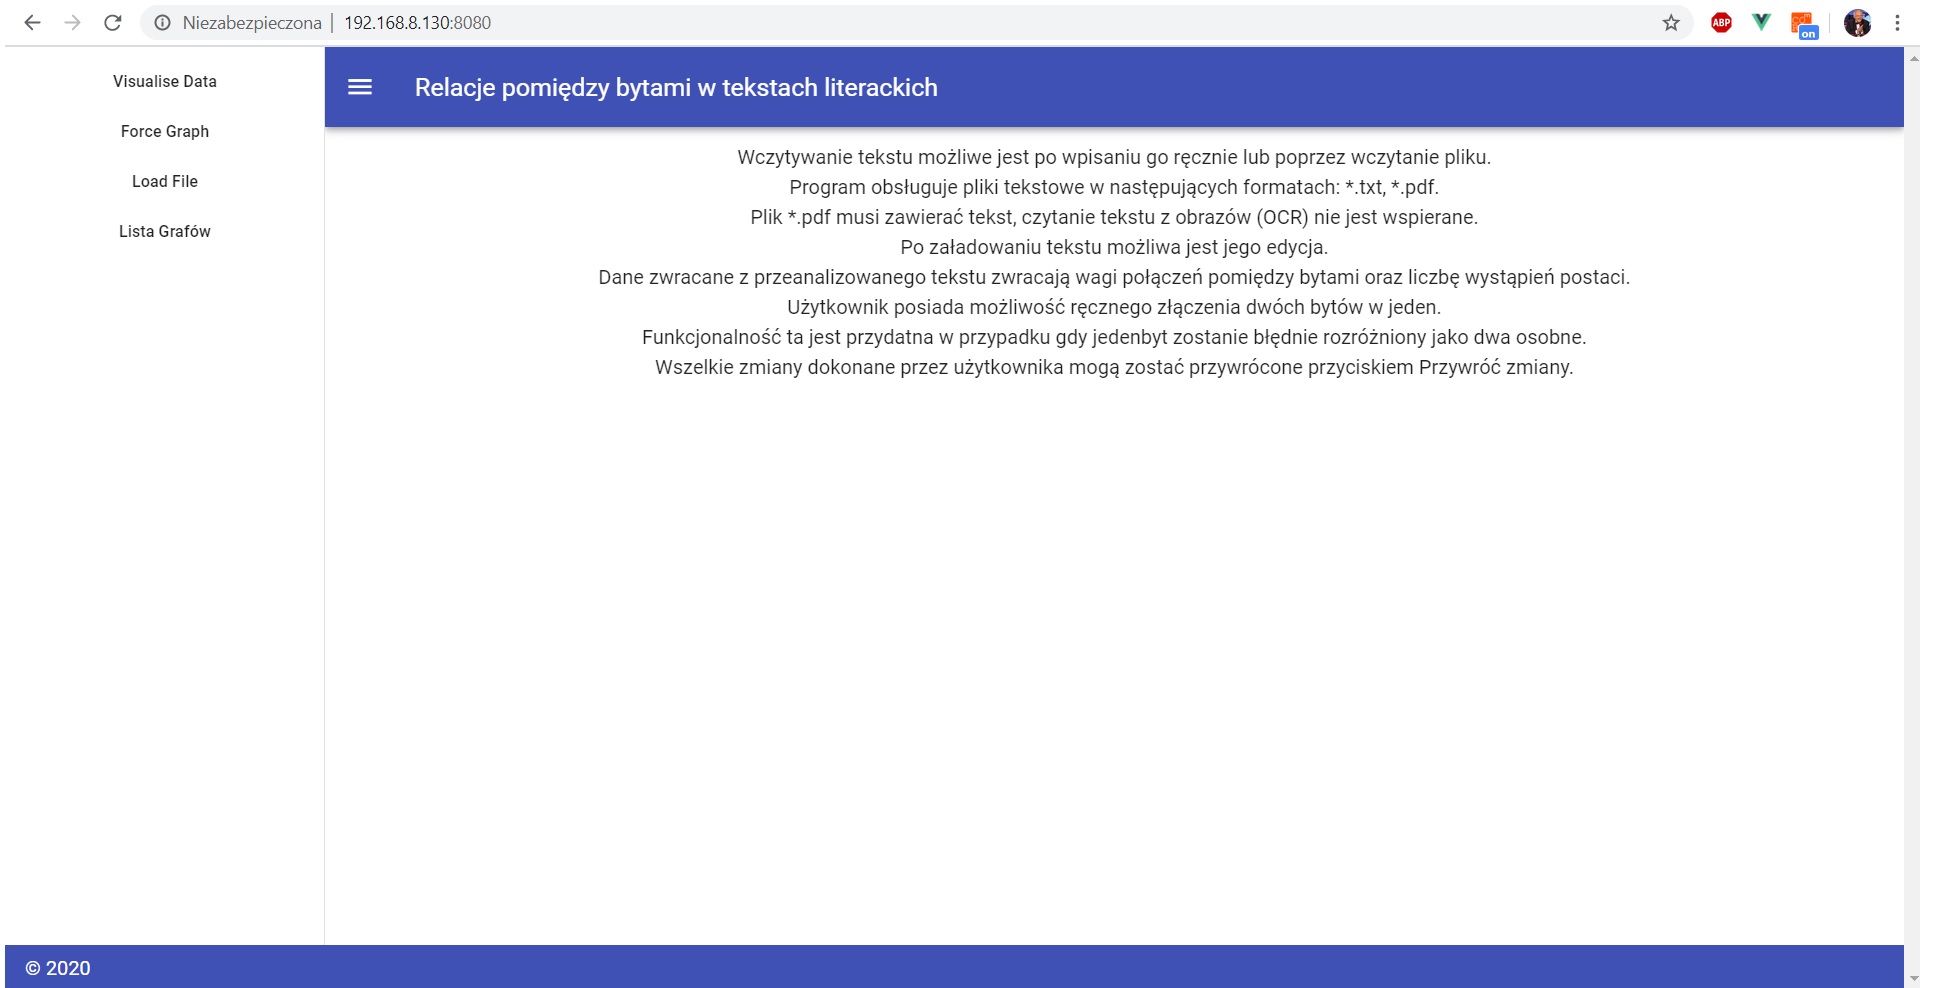 Niezabezpieczona | 192.168.8.130:8080
ABP
on
Visualise Data
Force Graph
Load File
Lista Grafów
Relacje pomiędzy bytami w tekstach literackich
Wczytywanie tekstu możliwe jest po wpisaniu go ręcznie lub poprzez wczytanie pliku.
Program obsługuje pliki tekstowe w następujących formatach: *.txt, *.pdf.
Plik *.pdf musi zawierać tekst, czytanie tekstu z obrazów (OCR) nie jest wspierane.
Po załadowaniu tekstu możliwa jest jego edycja.
Dane zwracane z przeanalizowanego tekstu zwracają wagi połączeń pomiędzy bytami oraz liczbę wystąpień postaci.
Użytkownik posiada możliwość ręcznego złączenia dwóch bytów w jeden.
Funkcjonalność ta jest przydatna w przypadku gdy jedenbyt zostanie błędnie rozróżniony jako dwa osobne.
Wszelkie zmiany dokonane przez użytkownika mogą zostać przywrócone przyciskiem Przywróć zmiany.
© 2020